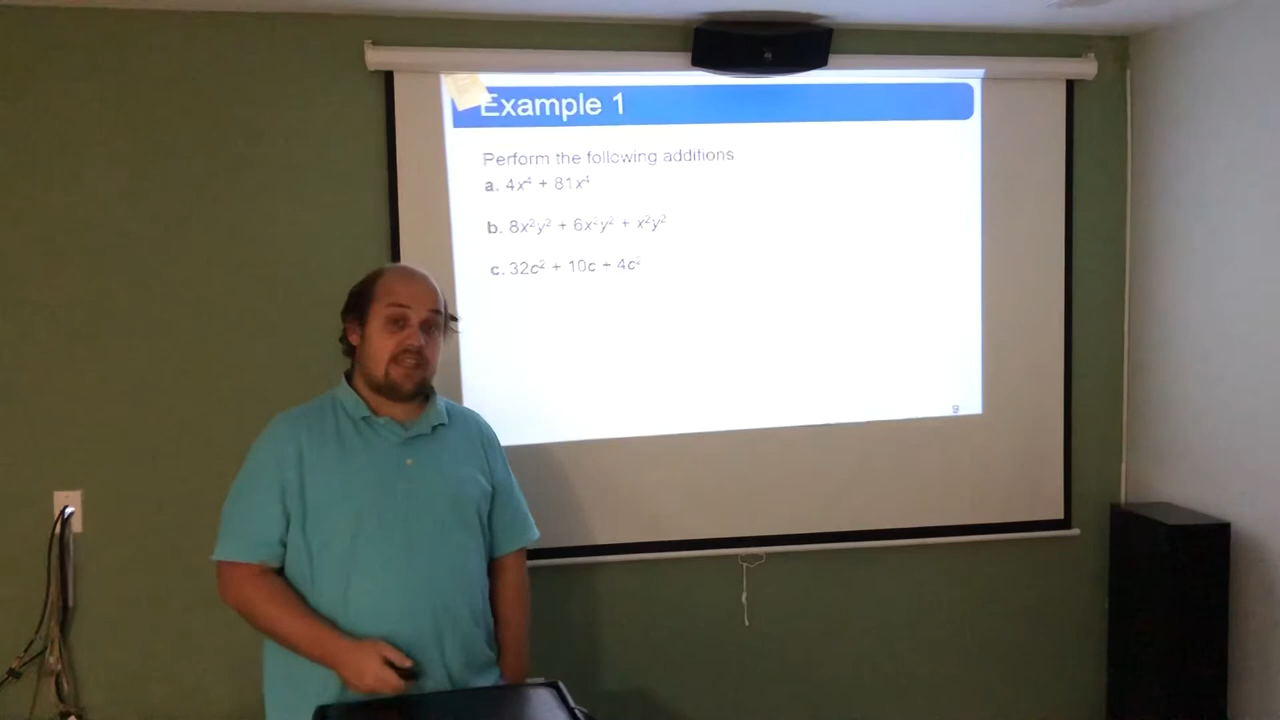 Example 1
Perform the following additions
a. 4x⁴ + 81x⁴
b. 8x²y² + 6x²y² + x²y²
c. 32c² + 10c + 4c²